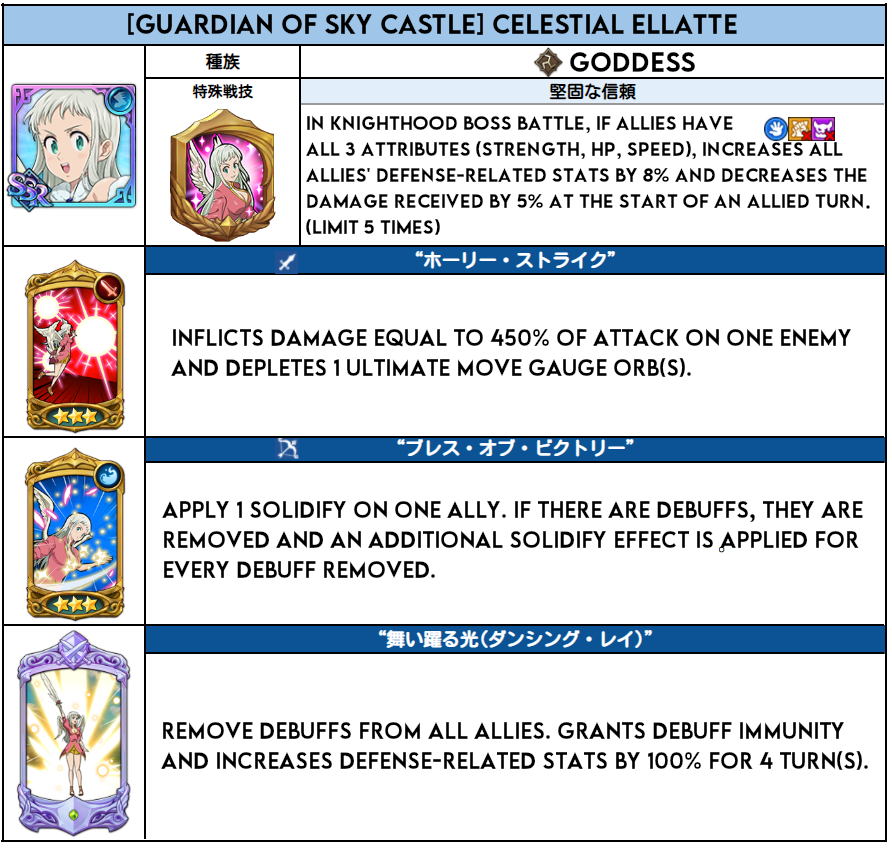 [GUARDIAN OF SKY CASTLE] CELESTIAL ELLATTE
種族
GODDESS
特殊戦技
堅固な信頼
SSR
IN KNIGHTHOOD BOSS BATTLE, IF ALLIES HAVE
ALL 3 ATTRIBUTES (STRENGTH, HP, SPEED), INCREASES ALL
ALLIES' DEFENSE-RELATED STATS BY 8% AND DECREASES THE
DAMAGE RECEIVED BY 5% AT THE START OF AN ALLIED TURN.
(LIMIT 5 TIMES)
“ホーリー・ストライク”
INFLICTS DAMAGE EQUAL TO 450% OF ATTACK ON ONE ENEMY
AND DEPLETES 1 ULTIMATE MOVE GAUGE ORB(S).
“ブレス・オブ・ビクトリー”
APPLY 1 SOLIDIFY ON ONE ALLY. IF THERE ARE DEBUFFS, THEY ARE
REMOVED AND AN ADDITIONAL SOLIDIFY EFFECT IS APPLIED FOR
EVERY DEBUFF REMOVED.
“舞い躍る光(ダンシング・レイ)”
REMOVE DEBUFFS FROM ALL ALLIES. GRANTS DEBUFF IMMUNITY
AND INCREASES DEFENSE-RELATED STATS BY 100% FOR 4 TURN(S).